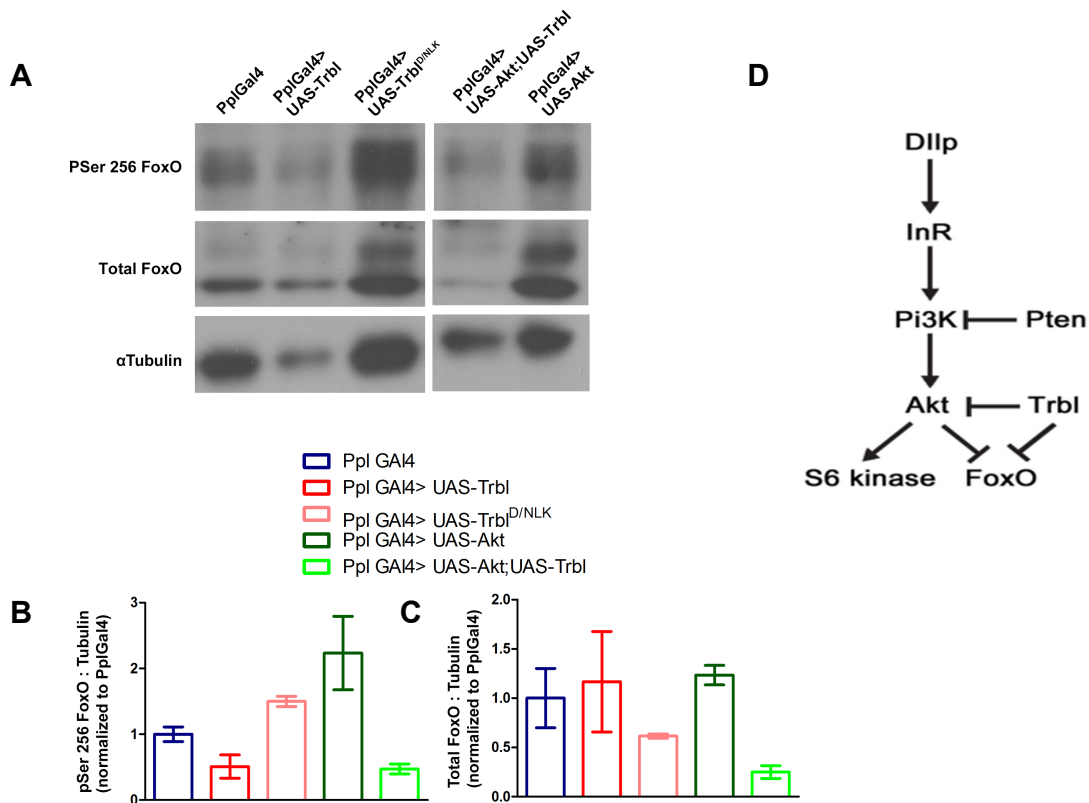 A
PplGal4
PplGal4>
UAS-Trbl
PplGal4>
UAS-Trbl^D/NLK
PplGal4>
UAS-Akt;UAS-Trbl
PplGal4>
UAS-Akt
PSer 256 FoxO
Total FoxO
αTubulin
D
Dllp
InR
Pi3K
Pten
Akt
Trbl
S6 kinase
FoxO
Ppl GAl4
Ppl GAl4> UAS-Trbl
Ppl GAl4> UAS-Trbl^D/NLK
Ppl GAl4> UAS-Akt
Ppl GAl4> UAS-Akt;UAS-Trbl
B
pSer 256 FoxO : Tubulin
(normalized to PplGal4)
3
2
1
0
C
Total FoxO : Tubulin
(normalized to PplGal4)
2.0
1.5
1.0
0.5
0.0